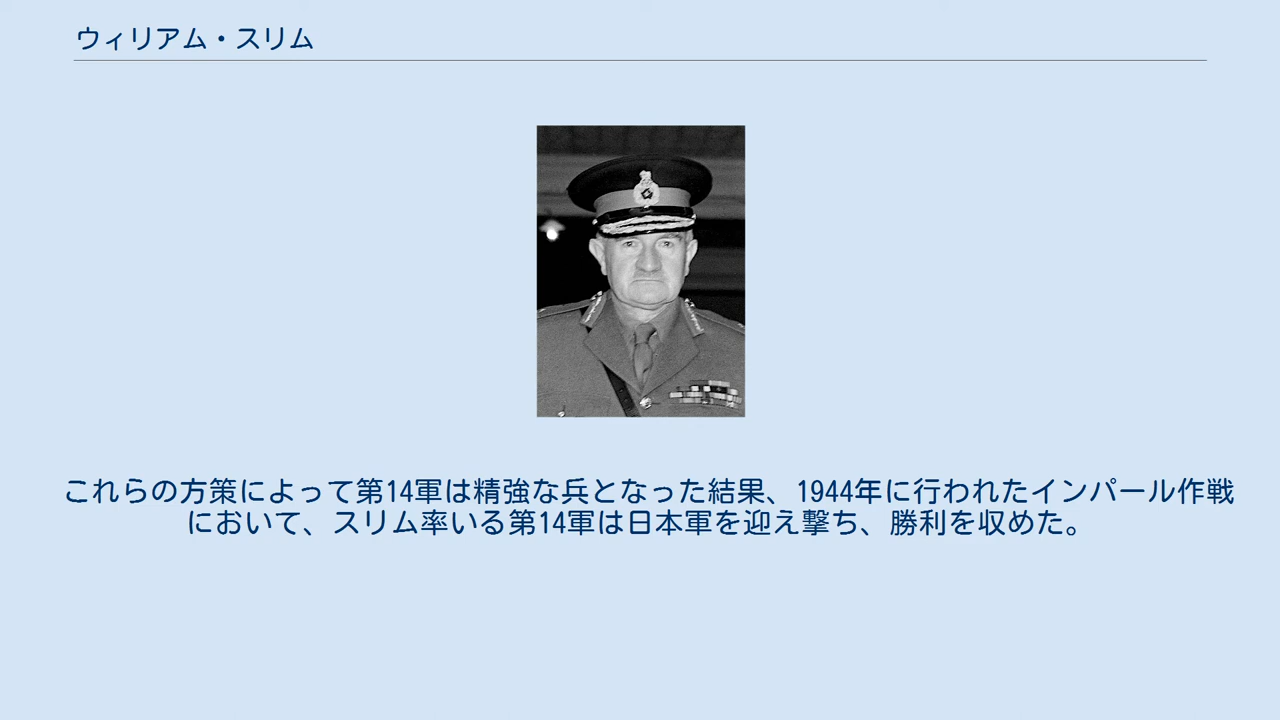 ウィリアム・スリム
これらの方策によって第14軍は精強な兵となった結果、1944年に行われたインパール作戦
において、スリム率いる第14軍は日本軍を迎え撃ち、勝利を収めた。